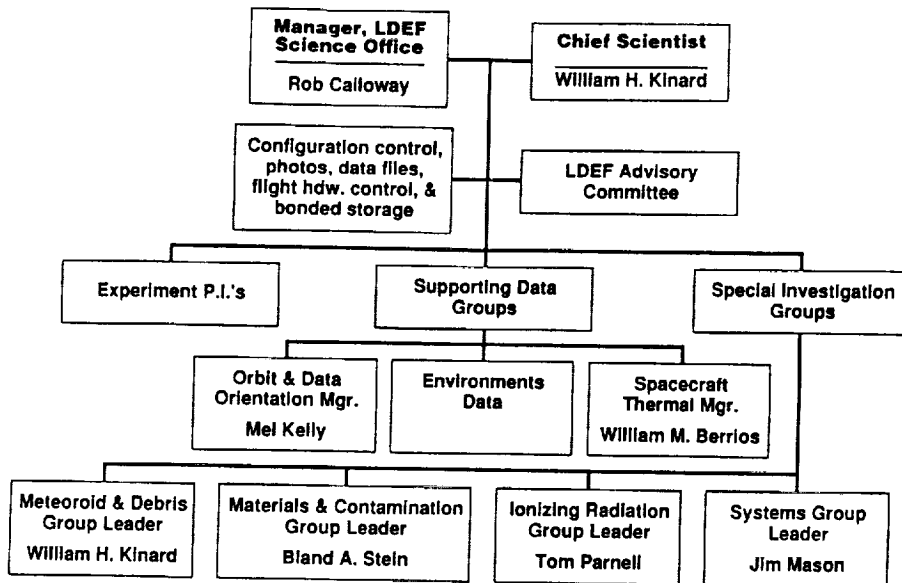 Manager, LDEF
Science Office
Rob Calloway
Chief Scientist
William H. Kinard
Configuration control,
photos, data files,
flight hdw. control, &
bonded storage
LDEF Advisory
Committee
Experiment P.I.'s
Supporting Data
Groups
Special Investigation
Groups
Orbit & Data
Orientation Mgr.
Mel Kelly
Environments
Data
Spacecraft
Thermal Mgr.
William M. Berrios
Meteoroid & Debris
Group Leader
William H. Kinard
Materials & Contamination
Group Leader
Bland A. Stein
Ionizing Radiation
Group Leader
Tom Parnell
Systems Group
Leader
Jim Mason